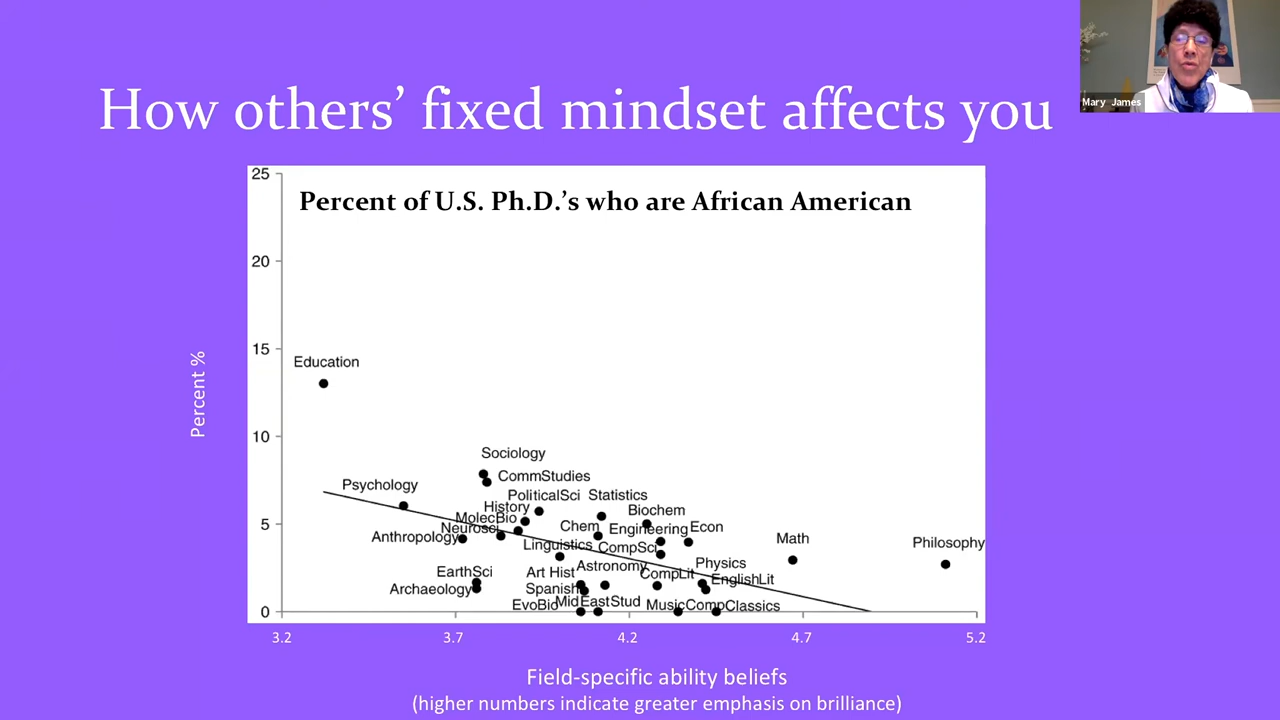 How others’ fixed mindset affects you
Mary James
Percent of U.S. Ph.D.’s who are African American
Percent %
25
20
15
10
5
0
Education
Sociology
CommStudies
Psychology
PoliticalSci
Statistics
History
Biochem
MolecBio
Neurosci
Chem
Engineering
Econ
Anthropology
Linguistics
CompSci
Math
Philosophy
EarthSci
Art Hist
Astronomy
CompLit
Physics
EnglishLit
Archaeology
Spanish
EvoBio
MidEastStud
MusicComp
Classics
3.2
3.7
4.2
4.7
5.2
Field-specific ability beliefs
(higher numbers indicate greater emphasis on brilliance)